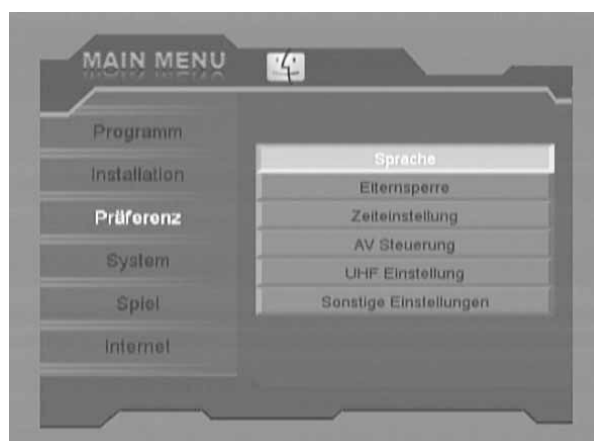 MAIN MENU
Programm
Installation
Präferenz
System
Spiel
Internet
Sprache
Elternsperre
Zeiteinstellung
AV Steuerung
UHF Einstellung
Sonstige Einstellungen